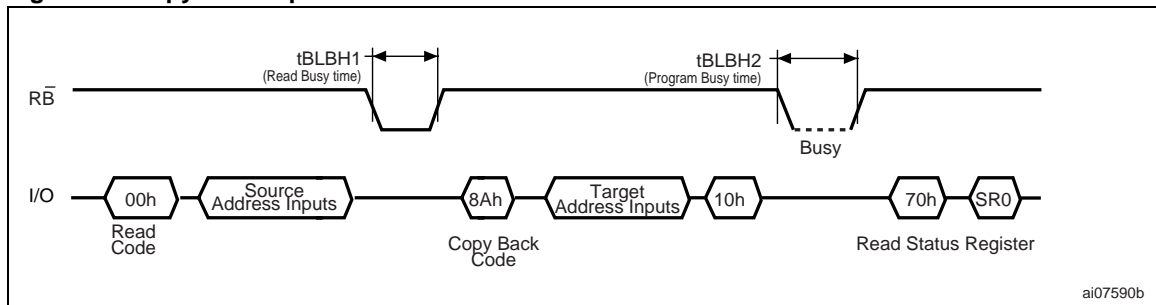 tBLBH1
(Read Busy time)
tBLBH2
(Program Busy time)
RB̅
Busy
I/O
00h
Source
Address Inputs
8Ah
Target
Address Inputs
10h
70h
SR0
Read
Code
Copy Back
Code
Read Status Register
ai07590b